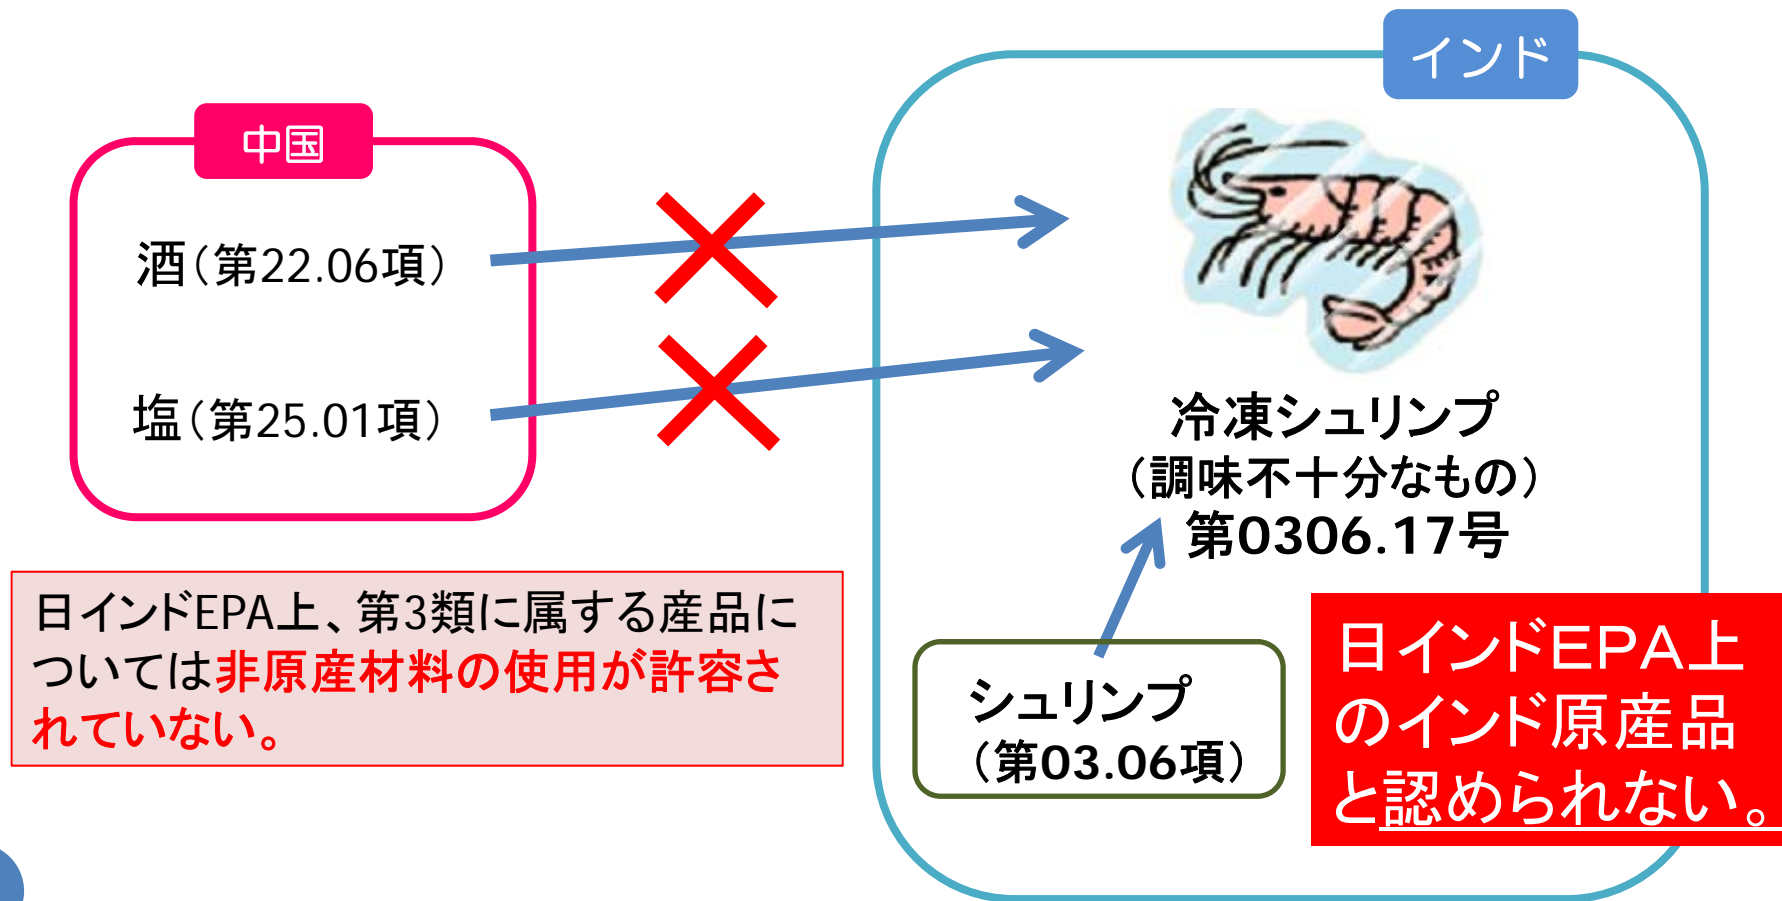 インド
中国
酒（第22.06項）
塩（第25.01項）
冷凍シュリンプ
（調味不十分なもの）
第0306.17号
日インドEPA上、第3類に属する産品に
ついては非原産材料の使用が許容さ
れていない。
シュリンプ
（第03.06項）
日インドＥＰＡ上
のインド原産品
と認められない。